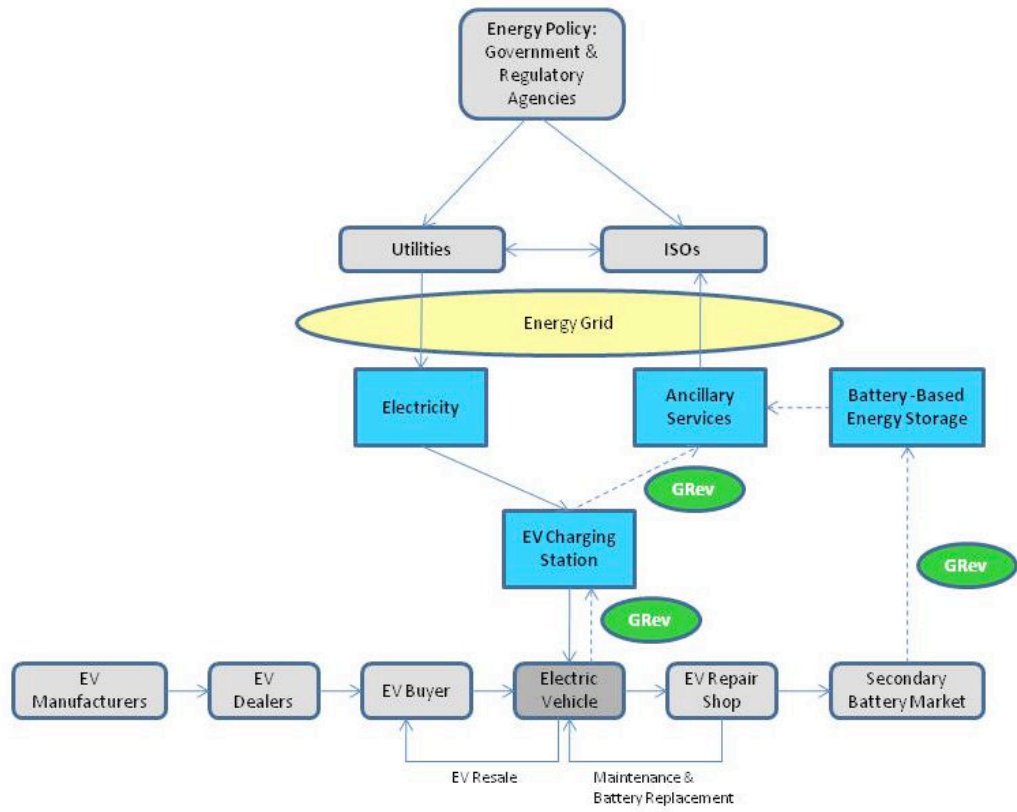 Energy Policy:
Government &
Regulatory
Agencies
Utilities
ISOs
Energy Grid
Electricity
Ancillary
Services
Battery-Based
Energy Storage
GRev
EV Charging
Station
GRev
GRev
EV
Manufacturers
EV
Dealers
EV Buyer
Electric
Vehicle
EV Repair
Shop
Secondary
Battery Market
EV Resale
Maintenance &
Battery Replacement